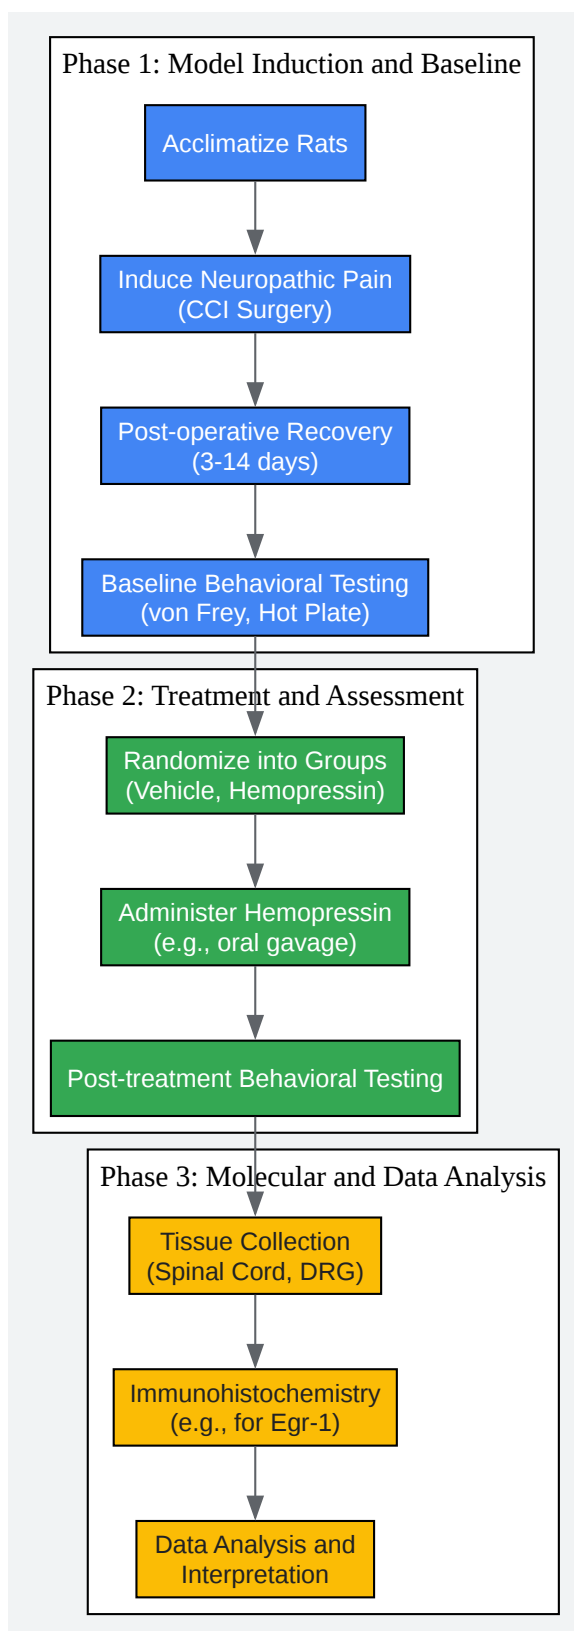 Phase 1: Model Induction and Baseline
Acclimatize Rats
Induce Neuropathic Pain
(CCI Surgery)
Post-operative Recovery
(3-14 days)
Baseline Behavioral Testing
(von Frey, Hot Plate)
Phase 2: Treatment and Assessment
Randomize into Groups
(Vehicle, Hemopressin)
Administer Hemopressin
(e.g., oral gavage)
Post-treatment Behavioral Testing
Phase 3: Molecular and Data Analysis
Tissue Collection
(Spinal Cord, DRG)
Immunohistochemistry
(e.g., for Egr-1)
Data Analysis and
Interpretation